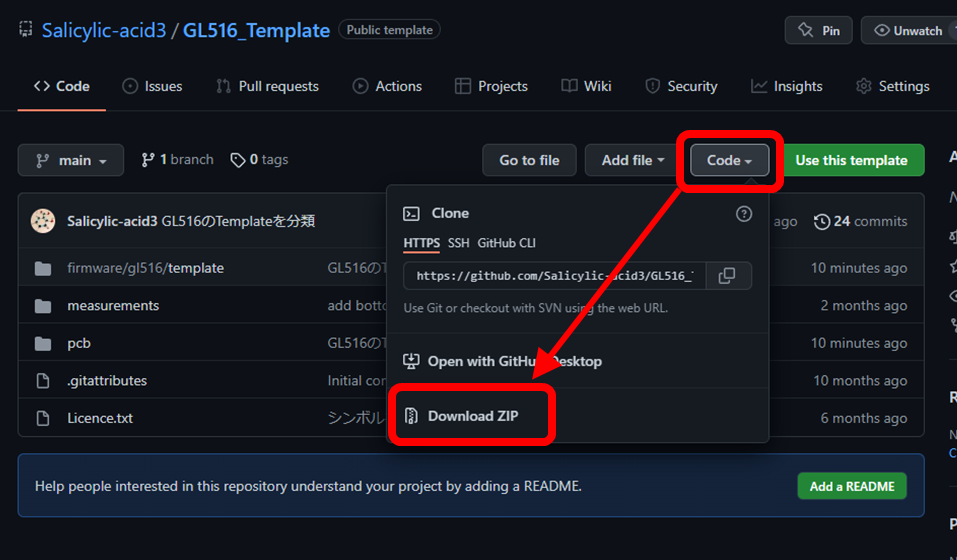 Salicylic-acid3 / GL516_Template Public template Pin Unwatch
Code Issues Pull requests Actions Projects Wiki Security Insights Settings
main 1 branch 0 tags Go to file Add file Code Use this template
Salicylic-acid3 GL516のTemplateを分類 ago 24 commits
Clone
HTTPS SSH GitHub CLI
https://github.com/Salicylic-acid3/GL516_
Use Git or checkout with SVN using the web URL.
Open with GitHub Desktop
Download ZIP
firmware/gl516/template GL516の 10 minutes ago
measurements add botto 2 months ago
pcb GL516の 10 minutes ago
.gitattributes Initial con 10 months ago
Licence.txt シンボル 6 months ago
Help people interested in this repository understand your project by adding a README. Add a README